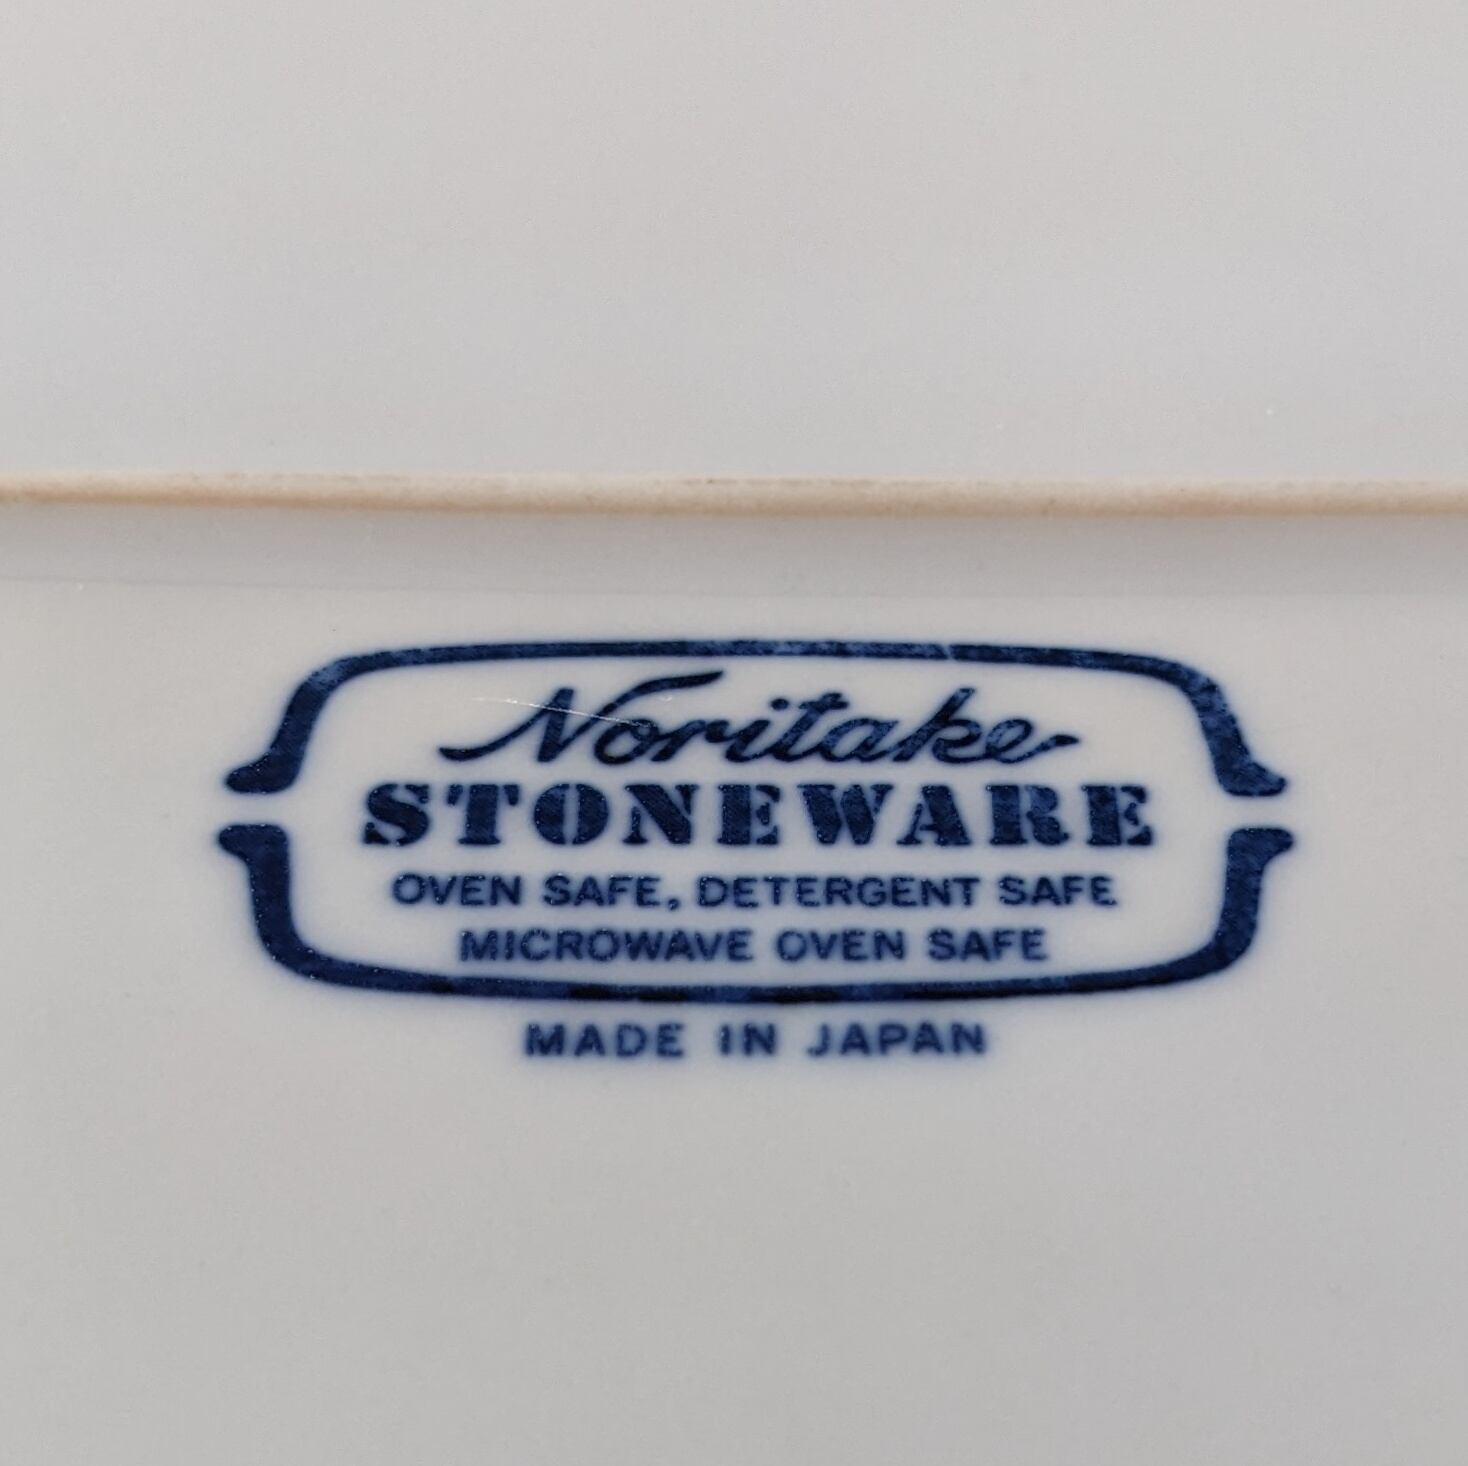 Noritake
STONEWARE
OVEN SAFE, DETERGENT SAFE
MICROWAVE OVEN SAFE
MADE IN JAPAN